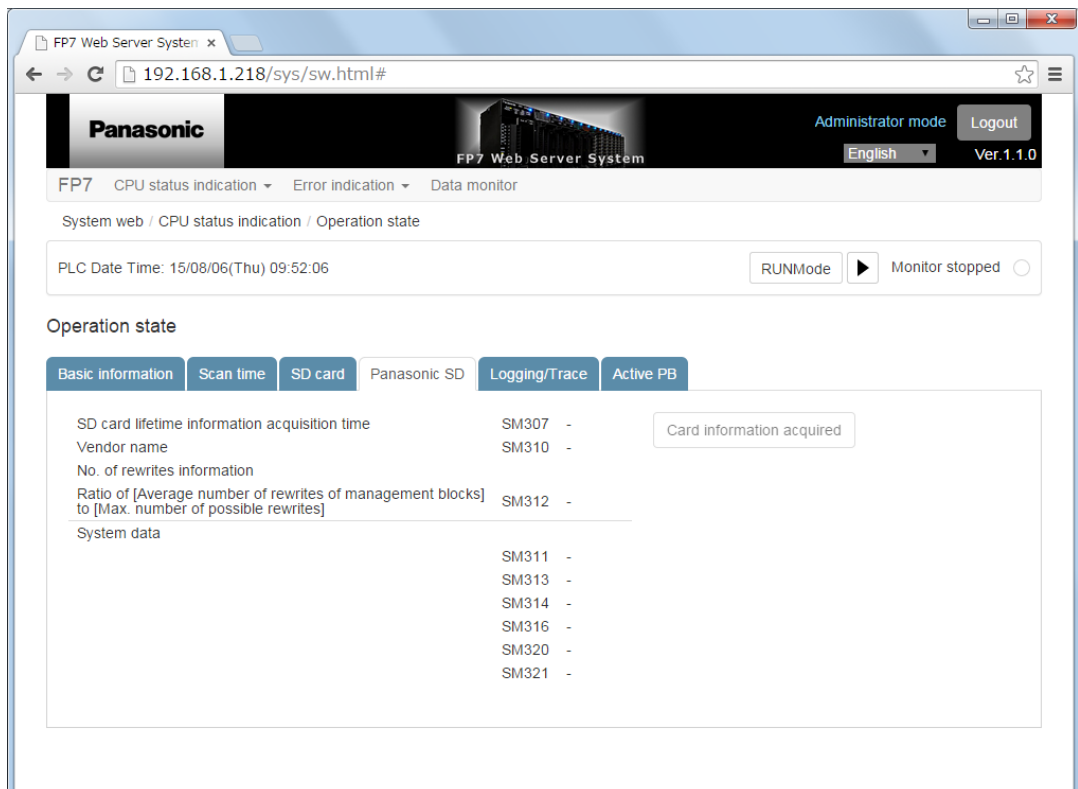 FP7 Web Server System
192.168.1.218/sys/sw.html#
Panasonic
FP7 Web Server System
Administrator mode
Logout
English
Ver.1.1.0
FP7 CPU status indication Error indication Data monitor
System web / CPU status indication / Operation state
PLC Date Time: 15/08/06(Thu) 09:52:06
RUNMode
Monitor stopped
Operation state
Basic information Scan time SD card Panasonic SD Logging/Trace Active PB
SD card lifetime information acquisition time SM307 -
Card information acquired
Vendor name SM310 -
No. of rewrites information
Ratio of [Average number of rewrites of management blocks]
to [Max. number of possible rewrites] SM312 -
System data
SM311 -
SM313 -
SM314 -
SM316 -
SM320 -
SM321 -